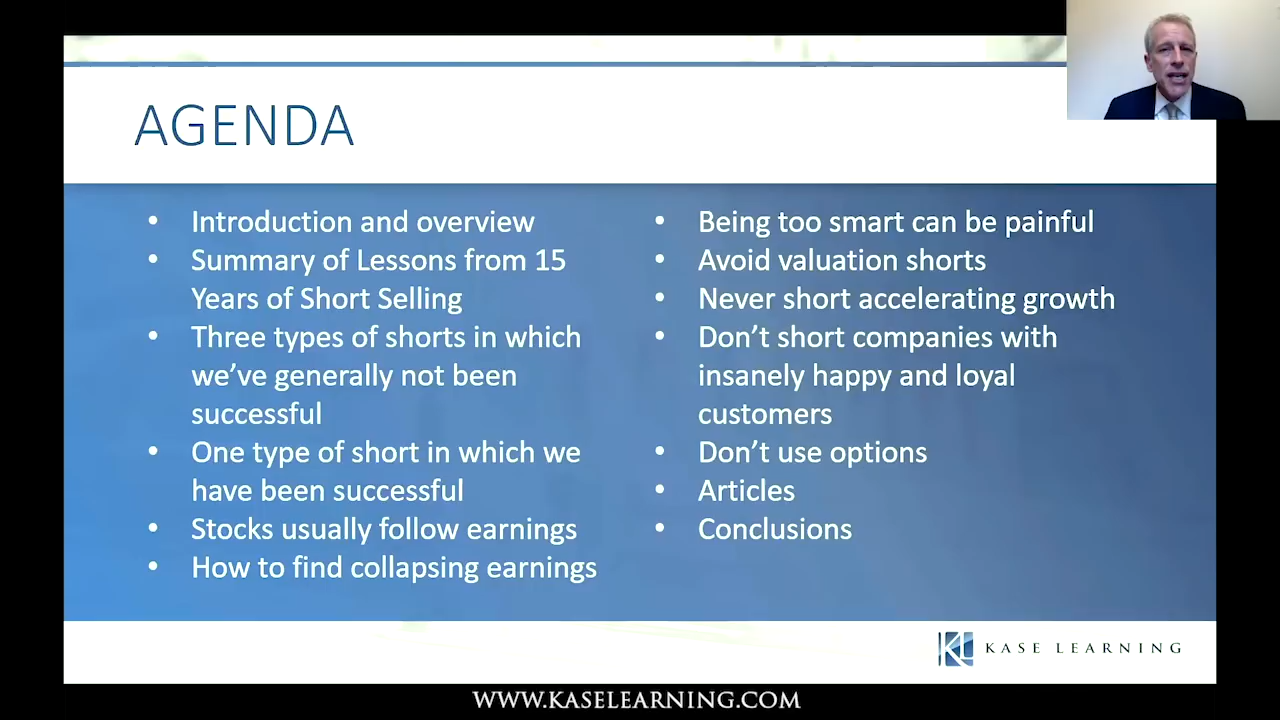 AGENDA
• Introduction and overview
• Summary of Lessons from 15
Years of Short Selling
• Three types of shorts in which
we’ve generally not been
successful
• One type of short in which we
have been successful
• Stocks usually follow earnings
• How to find collapsing earnings
• Being too smart can be painful
• Avoid valuation shorts
• Never short accelerating growth
• Don’t short companies with
insanely happy and loyal
customers
• Don’t use options
• Articles
• Conclusions
KL KASE LEARNING
WWW.KASELEARNING.COM